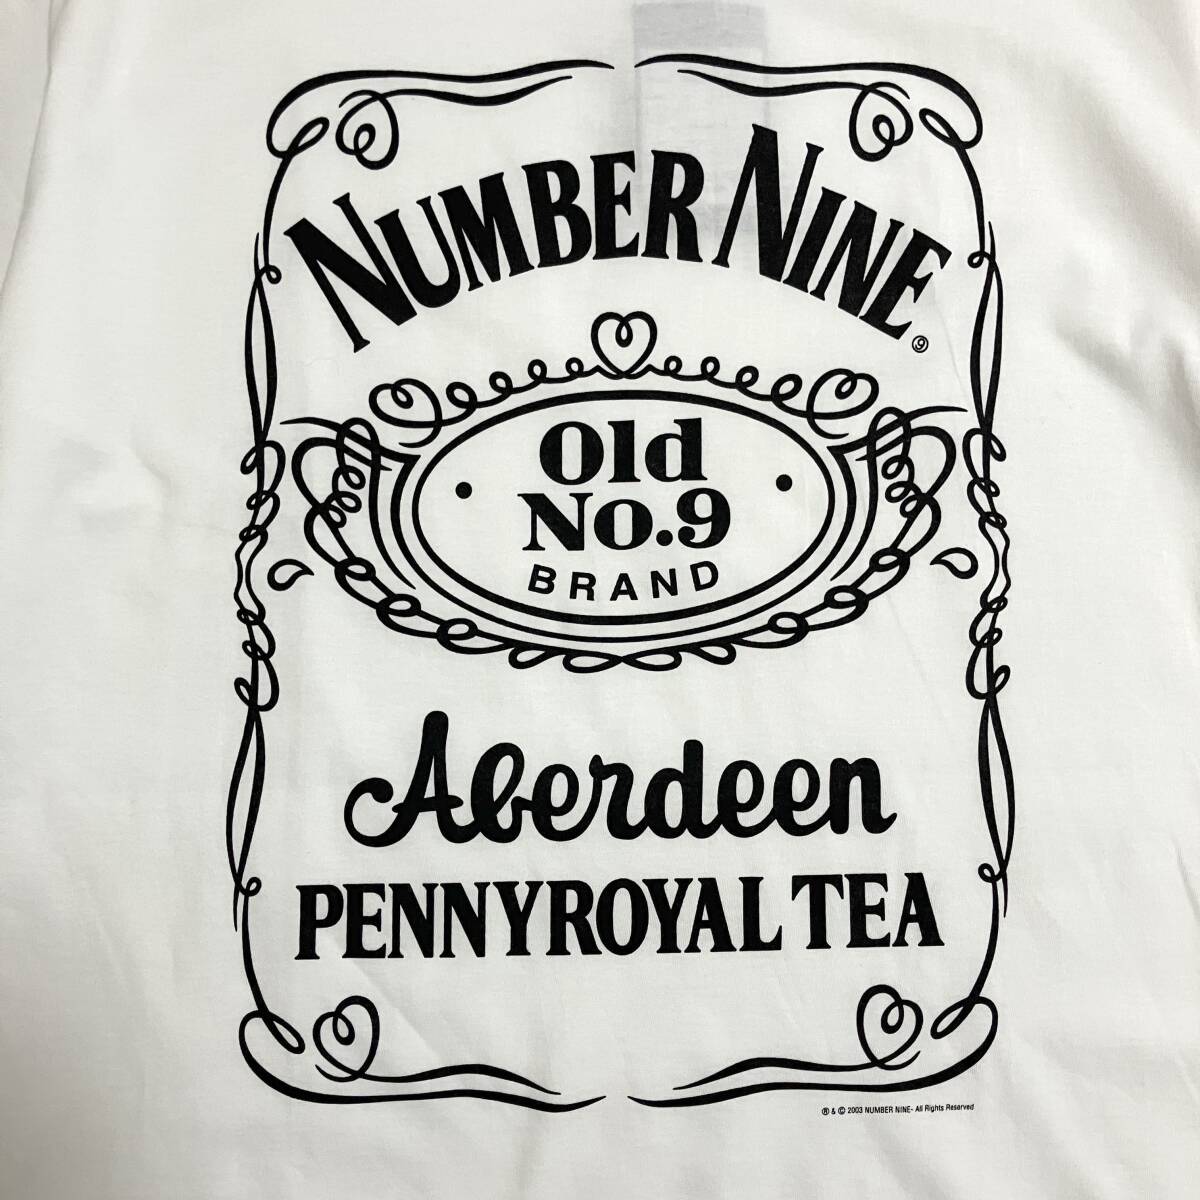 NUMBER NINE
Old
No.9
BRAND
Aberdeen
PENNYROYAL TEA
® & © 2003 NUMBER NINE- All Rights Reserved